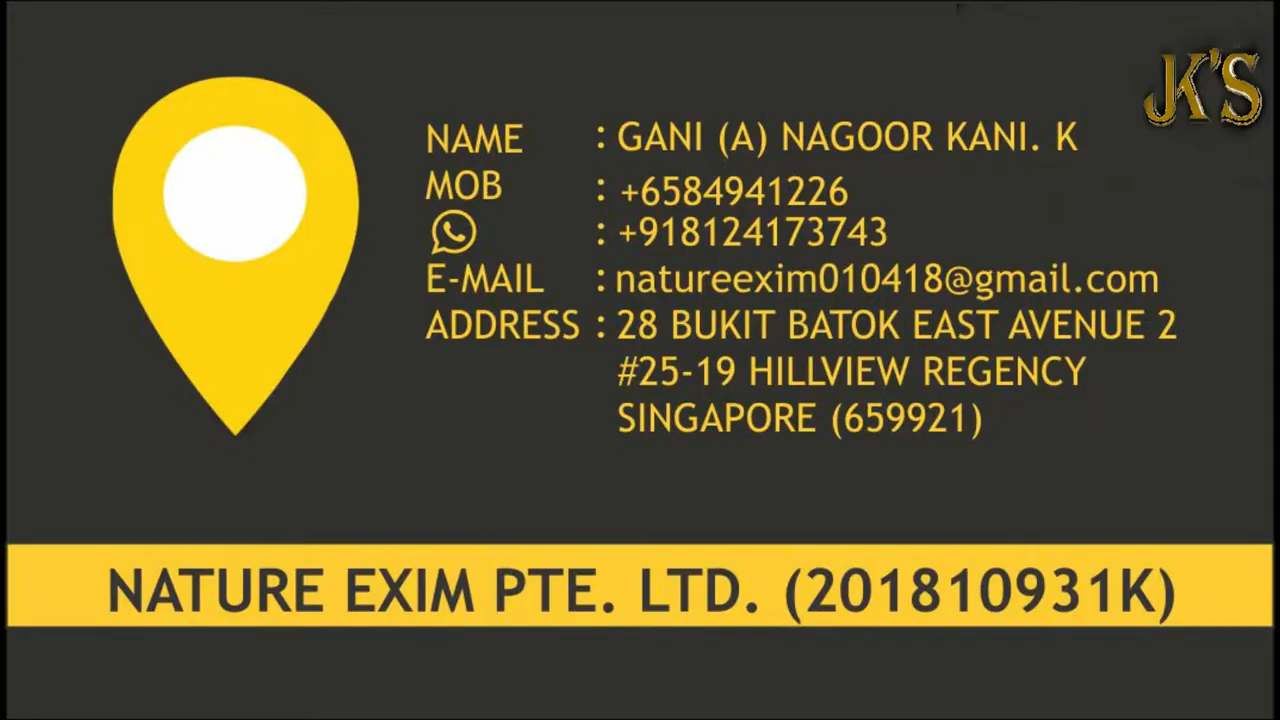 JK'S
NAME : GANI (A) NAGOOR KANI. K
MOB : +6584941226
: +918124173743
E-MAIL : natureexim010418@gmail.com
ADDRESS : 28 BUKIT BATOK EAST AVENUE 2
#25-19 HILLVIEW REGENCY
SINGAPORE (659921)
NATURE EXIM PTE. LTD. (201810931K)